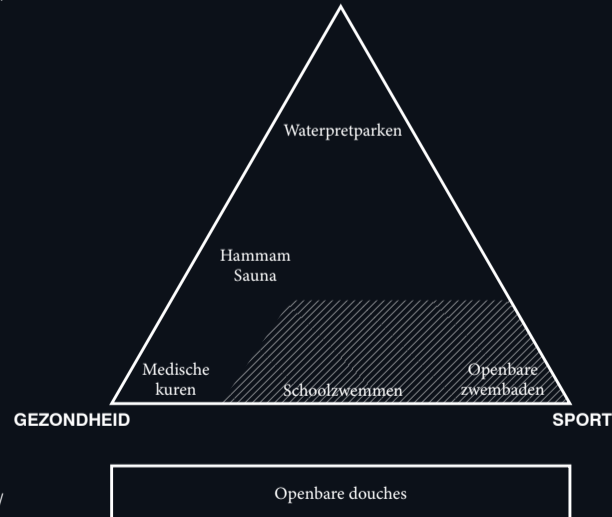 Waterpretparken
Hammam
Sauna
Medische
kuren
Schoolzwemmen
Openbare
zwembaden
GEZONDHEID
SPORT
Openbare douches